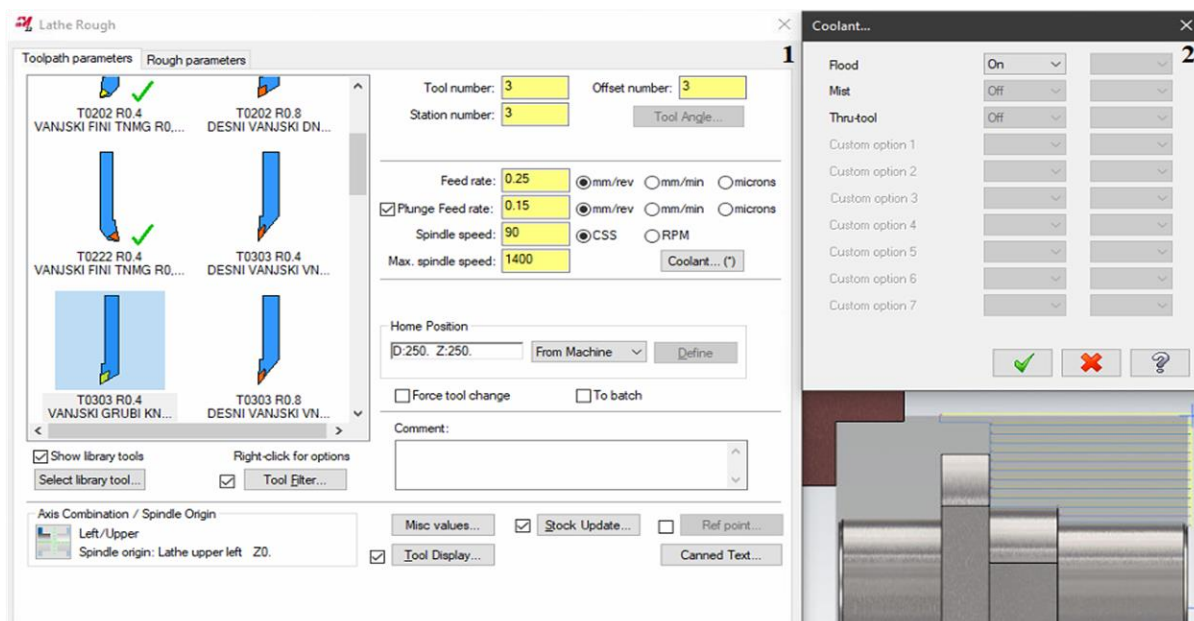 Lathe Rough
1
Toolpath parameters
Rough parameters
T0202 R0.4
VANJSKI FINI TNMG R0,...
T0202 R0.8
DESNI VANJSKI DN...
T0222 R0.4
VANJSKI FINI TNMG R0,...
T0303 R0.4
DESNI VANJSKI VN...
T0303 R0.4
VANJSKI GRUBI KN...
T0303 R0.8
DESNI VANJSKI VN...
Show library tools
Right-click for options
Select library tool...
Tool Filter...
Axis Combination / Spindle Origin
Left/Upper
Spindle origin: Lathe upper left Z0.
Tool number: 3
Offset number: 3
Station number: 3
Tool Angle...
Feed rate: 0.25 mm/rev mm/min microns
Plunge Feed rate: 0.15 mm/rev mm/min microns
Spindle speed: 90 CSS RPM
Max. spindle speed: 1400
Coolant... (*)
Home Position
D:250. Z:250.
From Machine
Define
Force tool change
To batch
Comment:
Misc values...
Stock Update...
Ref point...
Tool Display...
Canned Text...
Coolant...
2
Flood On
Mist Off
Thru-tool Off
Custom option 1
Custom option 2
Custom option 3
Custom option 4
Custom option 5
Custom option 6
Custom option 7